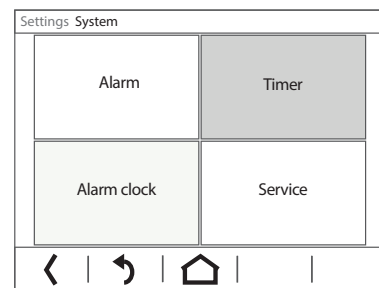 Settings System
Alarm
Timer
Alarm clock
Service